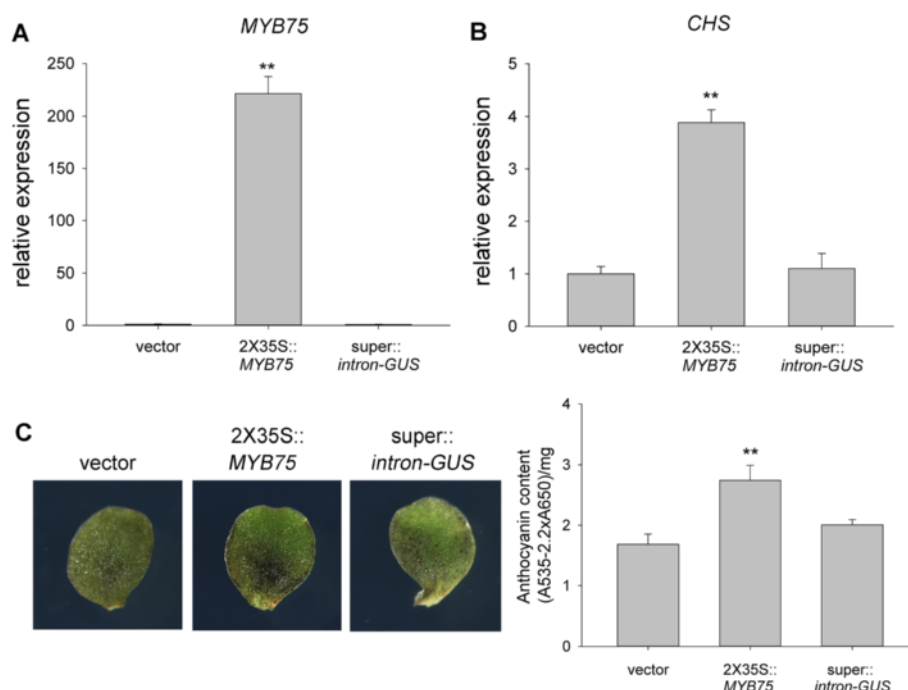 A
MYB75
relative expression
250
200
150
100
50
0
**
vector
2X35S::
MYB75
super::
intron-GUS
B
CHS
relative expression
5
4
3
2
1
0
**
vector
2X35S::
MYB75
super::
intron-GUS
C
vector
2X35S::
MYB75
super::
intron-GUS
Anthocyanin content
(A535-2.2xA650)/mg
4
3
2
1
0
**
vector
2X35S::
MYB75
super::
intron-GUS